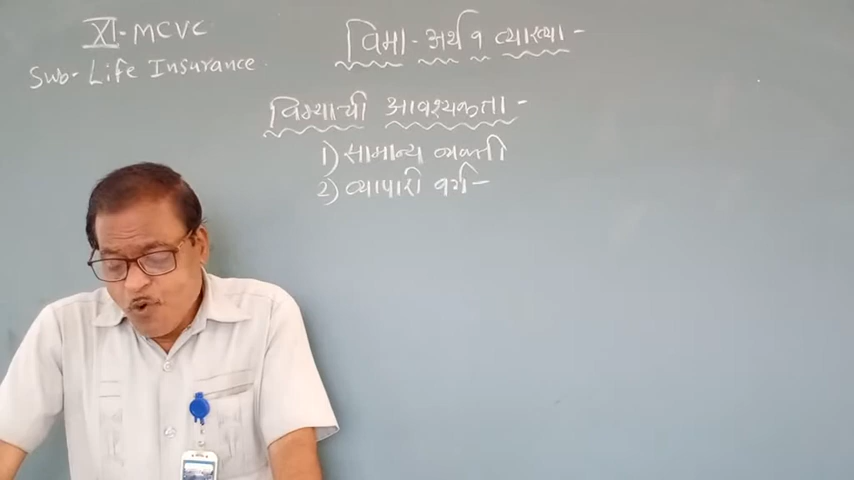 XI - MCVC
Sub- Life Insurance.
विमा - अर्थ व व्याख्या -
विम्याची आवश्यकता -
1) सामान्य व्यक्ती
2) व्यापारी वर्ग -